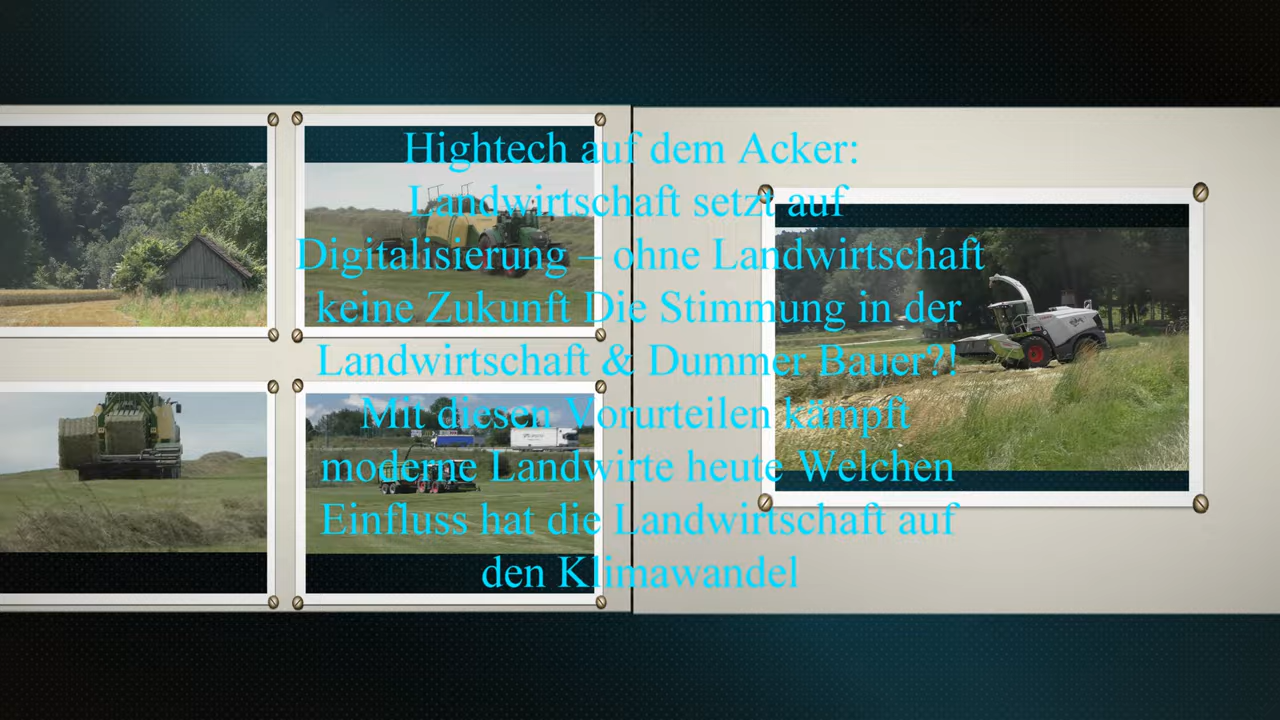 Hightech auf dem Acker:
Landwirtschaft setzt auf
Digitalisierung – ohne Landwirtschaft
keine Zukunft Die Stimmung in der
Landwirtschaft & Dummer Bauer?!
Mit diesen Vorurteilen kämpft
moderne Landwirte heute Welchen
Einfluss hat die Landwirtschaft auf
den Klimawandel